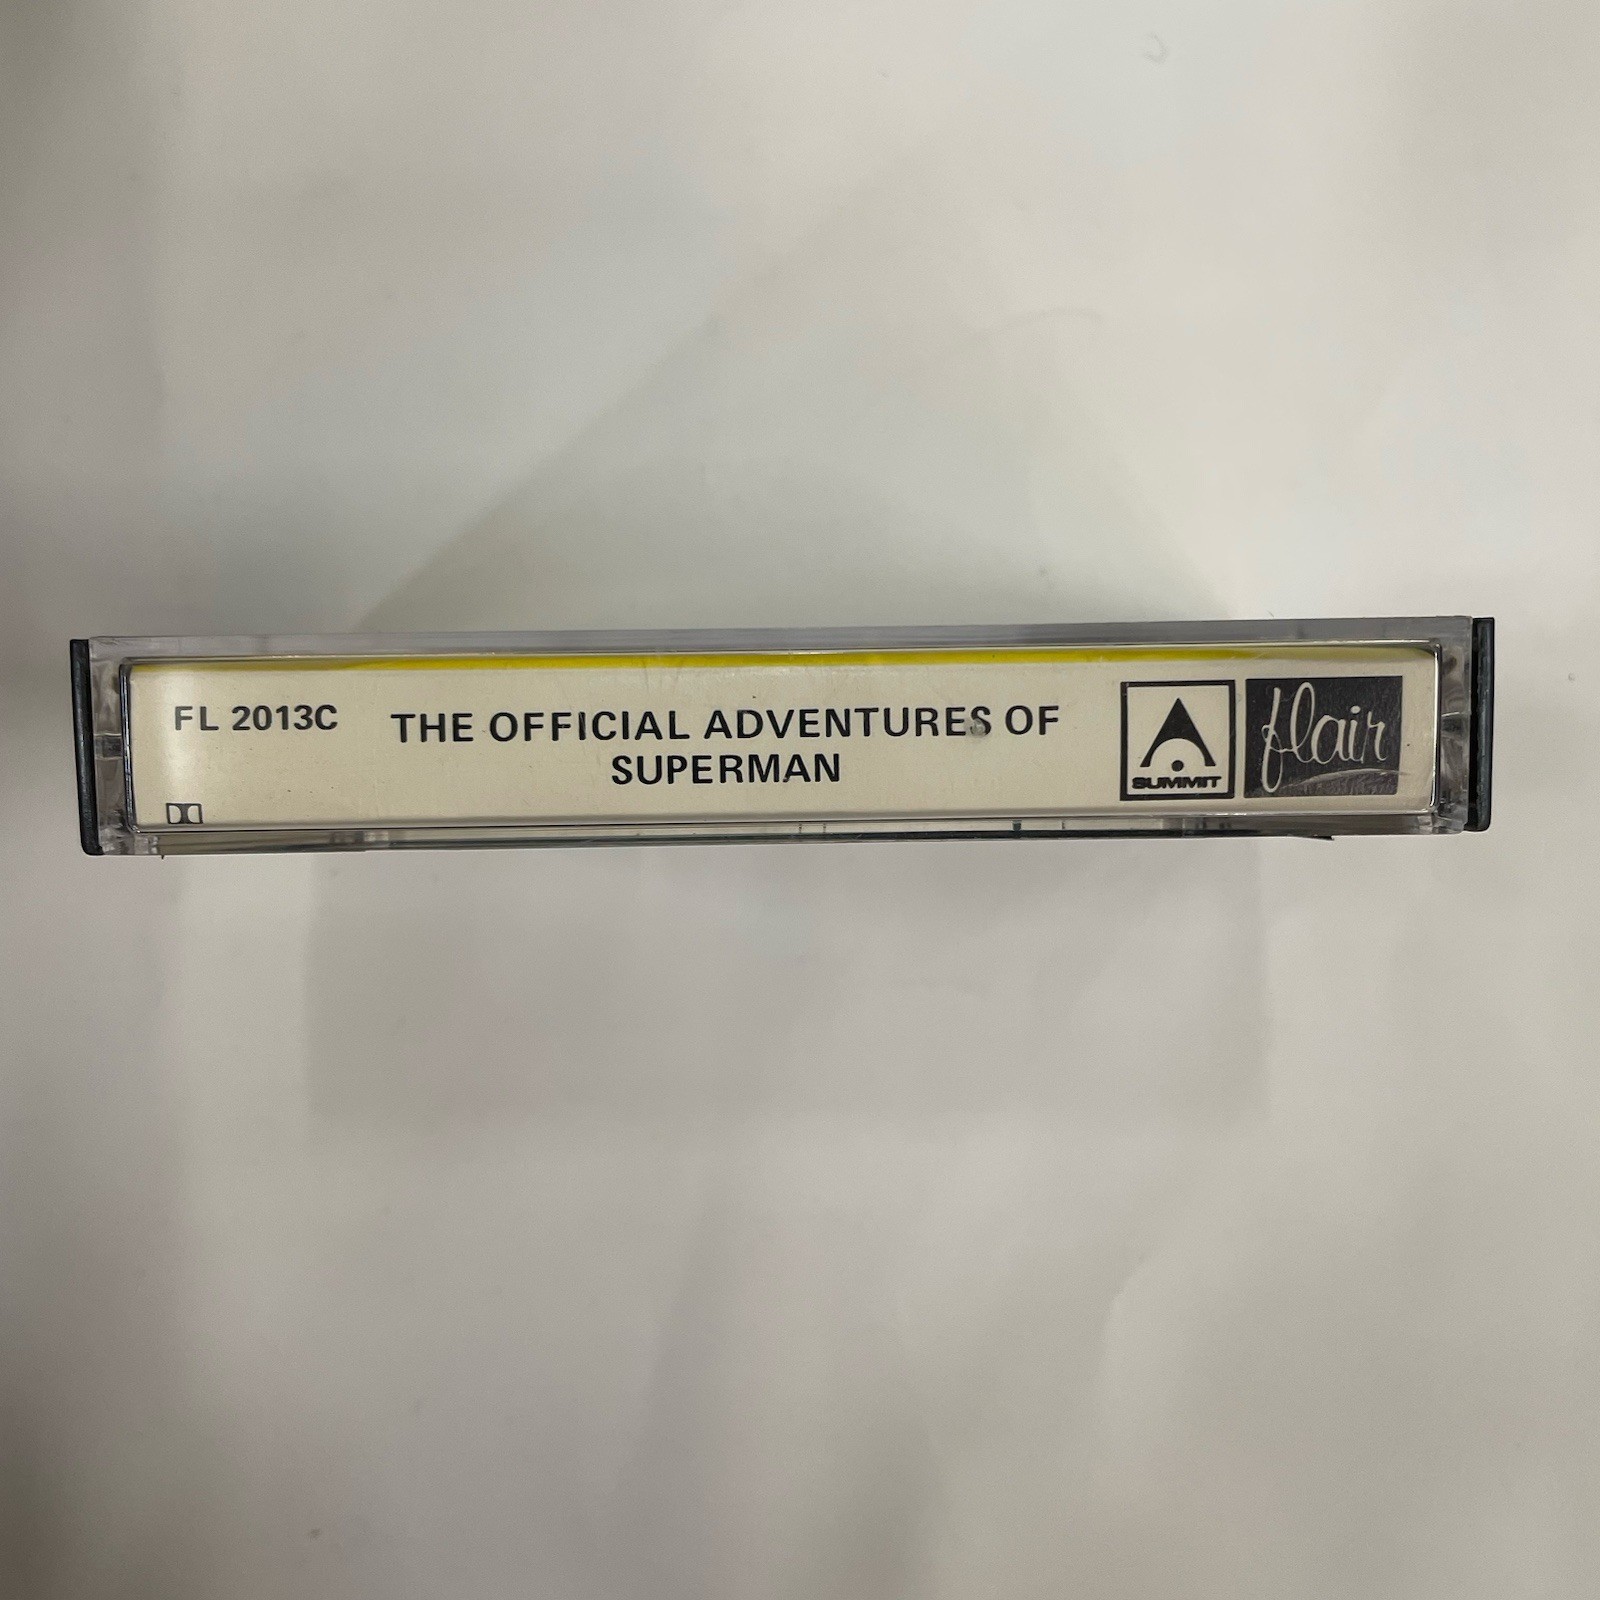 FL 2013C
THE OFFICIAL ADVENTURES OF
SUPERMAN
SUMMIT
flair